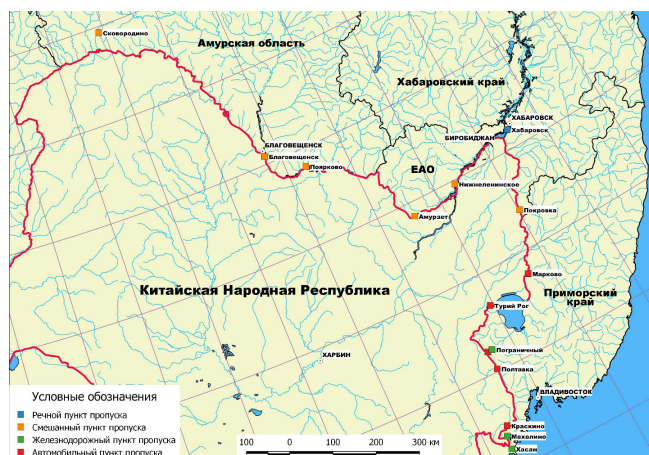 Сковородино
Амурская область
Хабаровский край
ХАБАРОВСК
Хабаровск
БИРОБИДЖАН
БЛАГОВЕЩЕНСК
Благовещенск
Поярково
ЕАО
Нижнеленинское
Амурзет
Покровка
Марково
Китайская Народная Республика
Приморский
край
Турий Рог
Пограничный
ХАРБИН
Полтавка
ВЛАДИВОСТОК
Условные обозначения
Речной пункт пропуска
Смешанный пункт пропуска
Железнодорожный пункт пропуска
Автомобильный пункт пропуска
Краскино
Махалино
Хасан
100 0 100 200 300 км